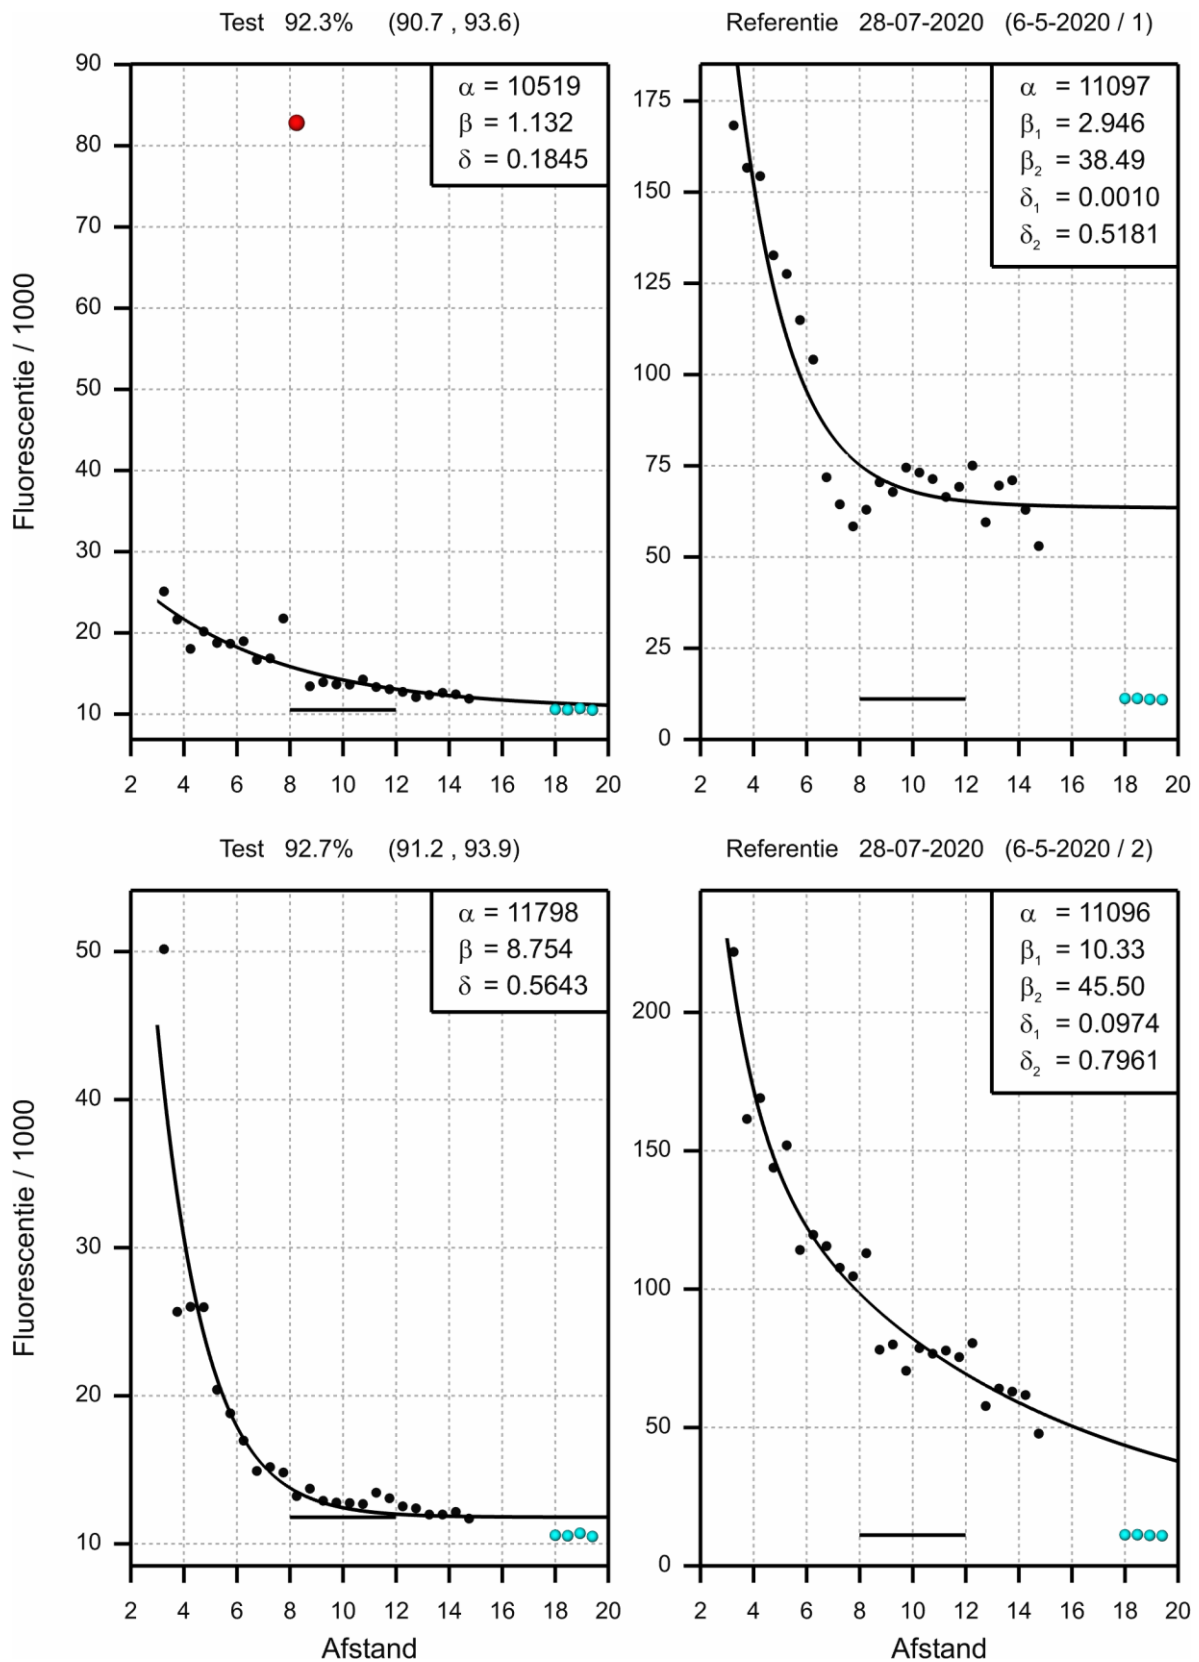 Test 92.3% (90.7 , 93.6)
Referentie 28-07-2020 (6-5-2020 / 1)
90
80
70
60
50
40
30
20
10
Fluorescentie / 1000
α = 10519
β = 1.132
δ = 0.1845
2 4 6 8 10 12 14 16 18 20
175
150
125
100
75
50
25
0
α = 11097
β₁ = 2.946
β₂ = 38.49
δ₁ = 0.0010
δ₂ = 0.5181
2 4 6 8 10 12 14 16 18 20
Test 92.7% (91.2 , 93.9)
Referentie 28-07-2020 (6-5-2020 / 2)
50
40
30
20
10
Fluorescentie / 1000
α = 11798
β = 8.754
δ = 0.5643
2 4 6 8 10 12 14 16 18 20
Afstand
200
150
100
50
0
α = 11096
β₁ = 10.33
β₂ = 45.50
δ₁ = 0.0974
δ₂ = 0.7961
2 4 6 8 10 12 14 16 18 20
Afstand